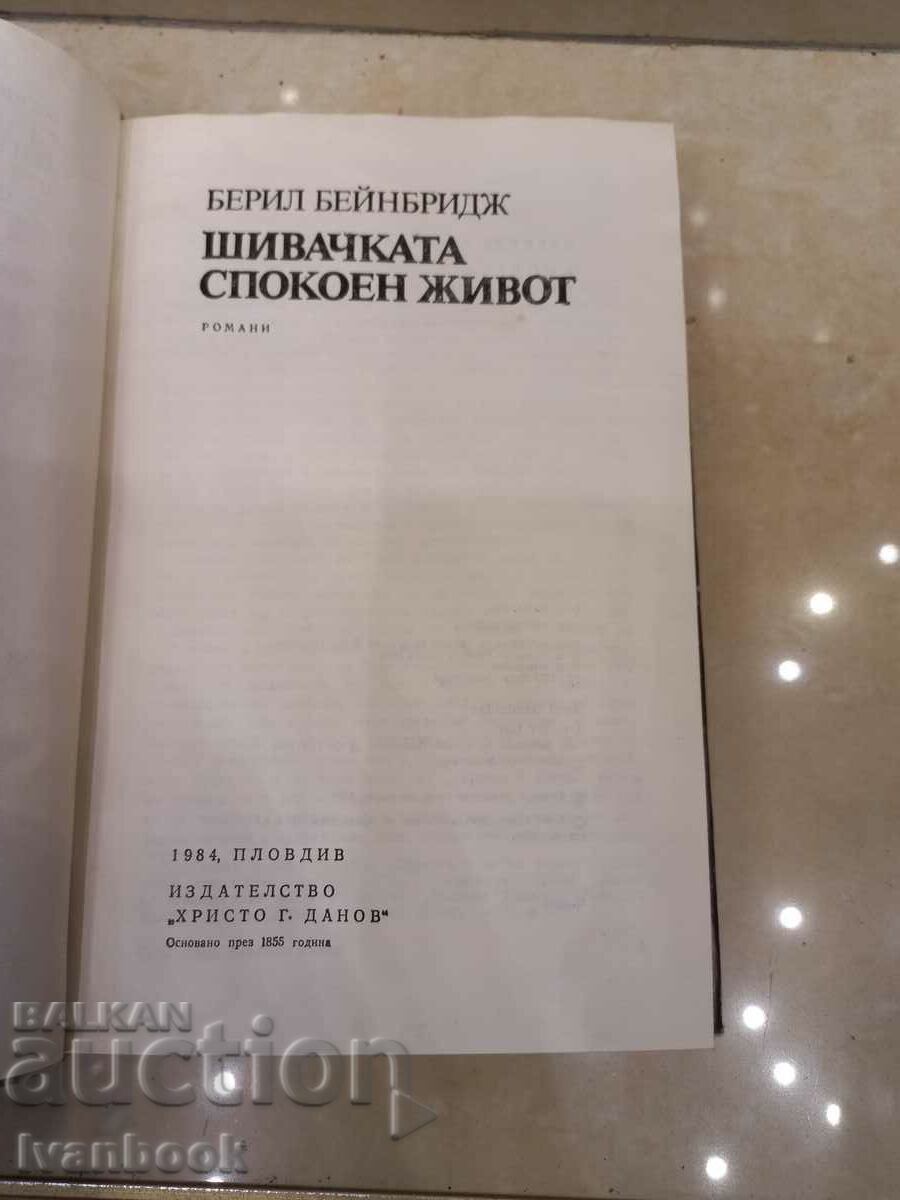 БЕРИЛ БЕЙНБРИДЖ
ШИВАЧКАТА
СПОКОЕН ЖИВОТ
РОМАНИ
1984, ПЛОВДИВ
ИЗДАТЕЛСТВО
„ХРИСТО Г. ДАНОВ“
Основано през 1855 година
BALKAN
auction
Ivanbook